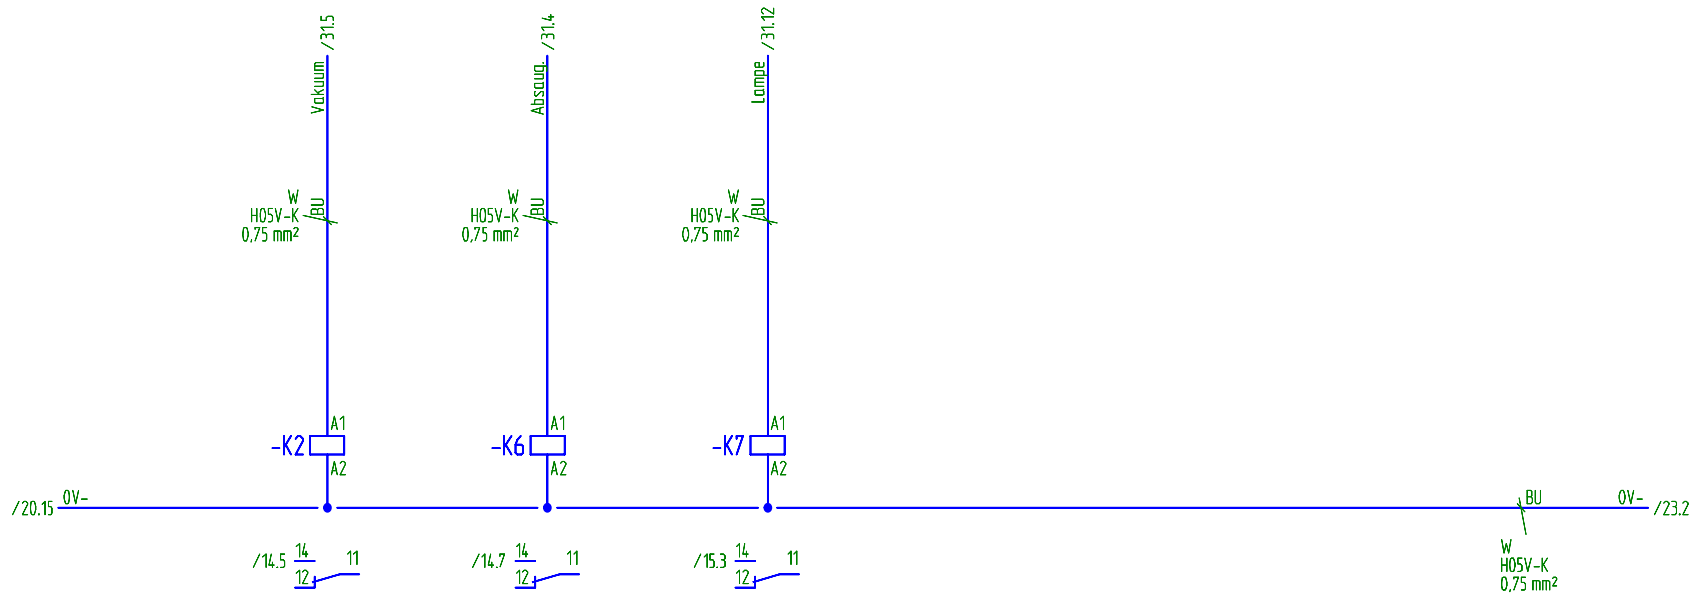 /31.5
/31.4
/31.12
Vakuum
Absaug.
Lampe
W
H05V-K
0,75 mm²
BU
W
H05V-K
0,75 mm²
BU
W
H05V-K
0,75 mm²
BU
A1
-K2
A2
A1
-K6
A2
A1
-K7
A2
/20.15
0V-
BU
0V-
/23.2
W
H05V-K
0,75 mm²
/14.5
14
12
11
/14.7
14
12
11
/15.3
14
12
11